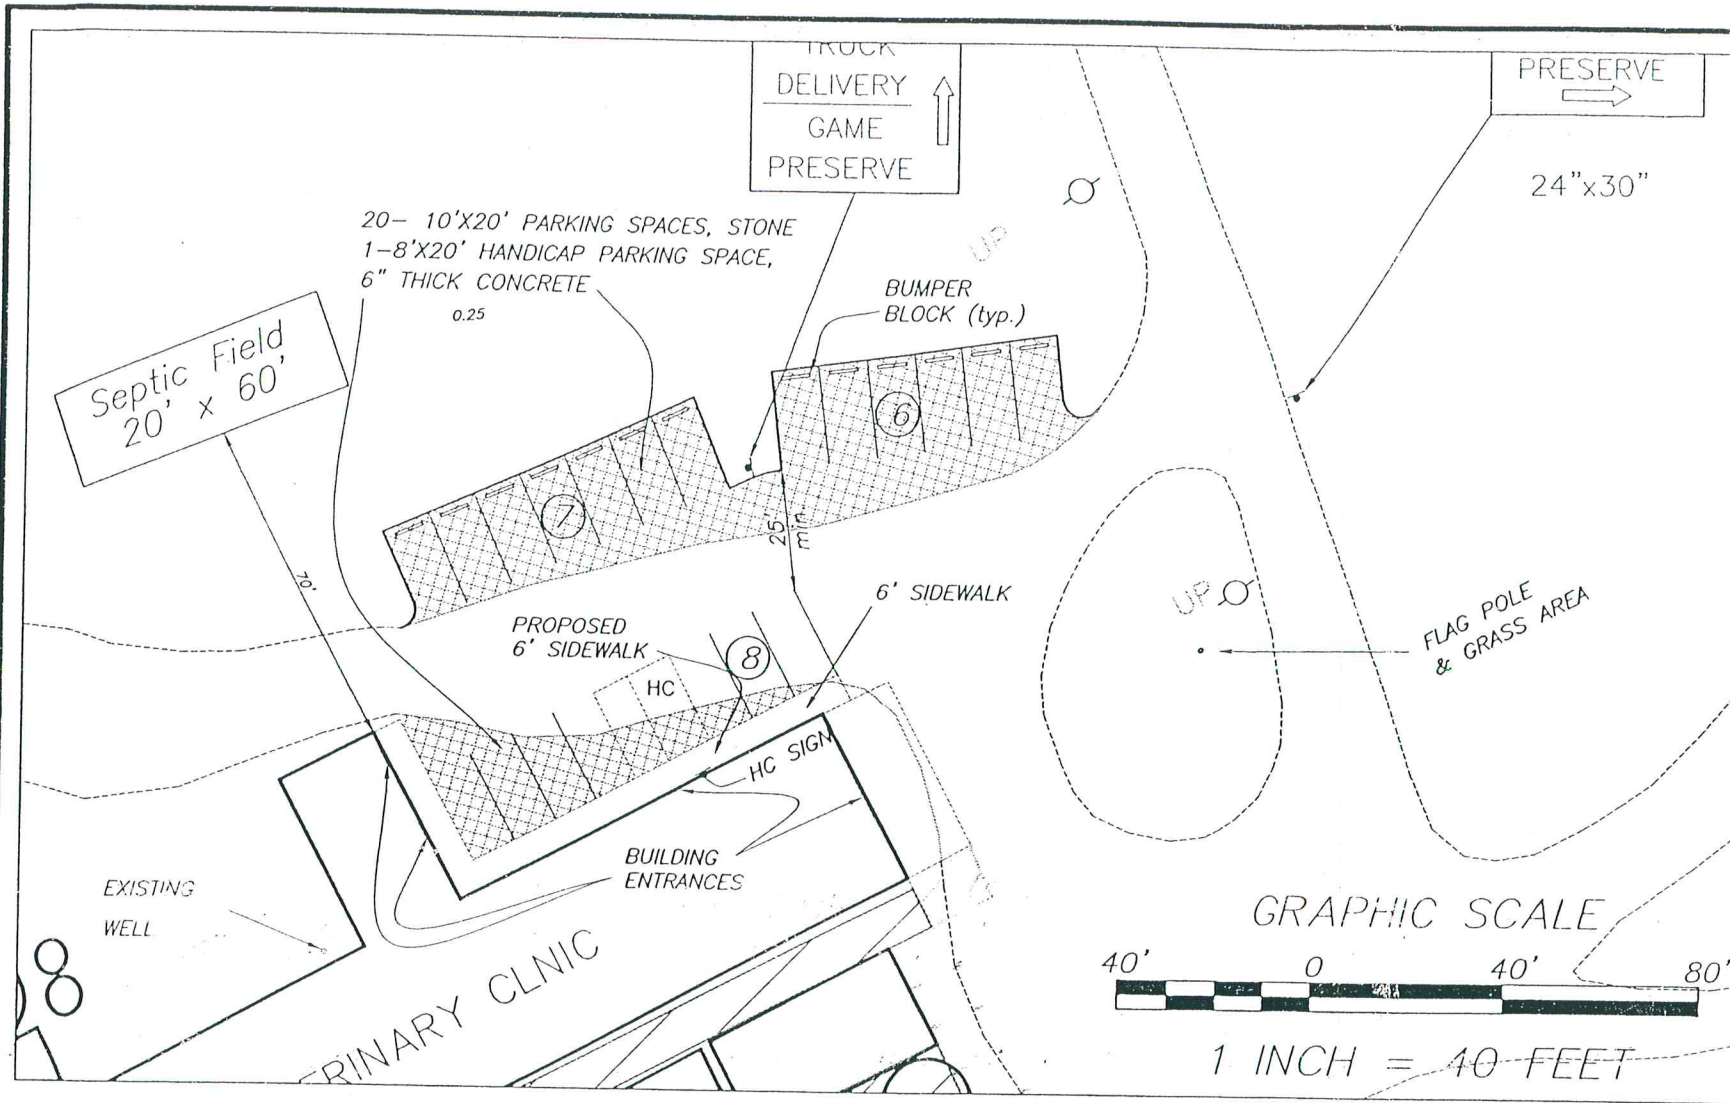 TRUCK
DELIVERY
GAME
PRESERVE
PRESERVE
24"x30"
UP
20- 10'X20' PARKING SPACES, STONE
1-8'X20' HANDICAP PARKING SPACE,
6" THICK CONCRETE
0.25
BUMPER
BLOCK (typ.)
Septic Field
20' x 60'
6
7
25'
min.
70'
6' SIDEWALK
PROPOSED
6' SIDEWALK
8
HC
UP
FLAG POLE
& GRASS AREA
HC SIGN
BUILDING
ENTRANCES
EXISTING
WELL
ERINARY CLNIC
GRAPHIC SCALE
40' 0 40' 80'
1 INCH = 40 FEET